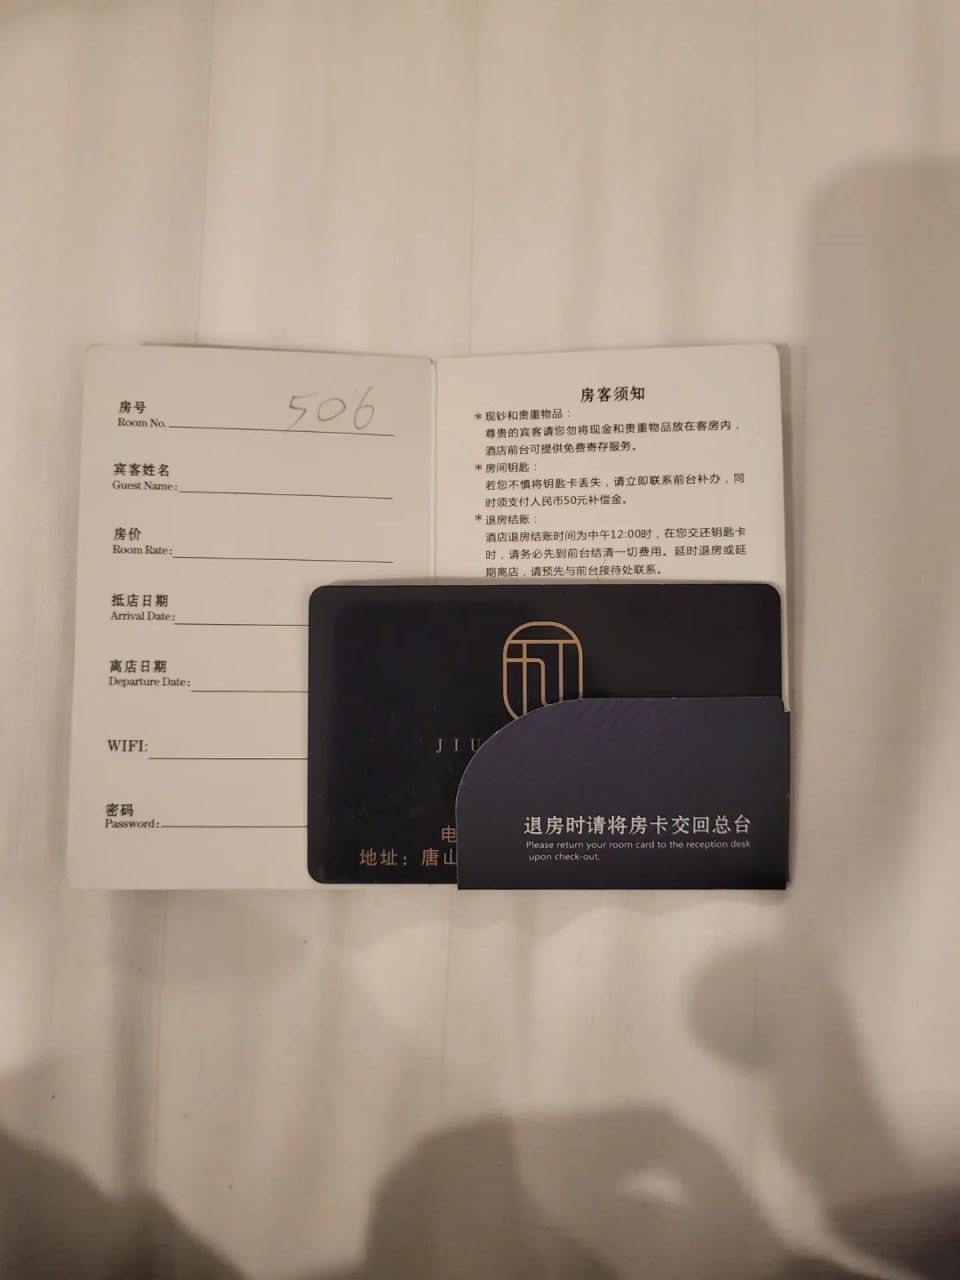 房号
Room No. 506
宾客姓名
Guest Name:
房价
Room Rate:
抵店日期
Arrival Date:
离店日期
Departure Date:
WIFI:
密码
Password:
房客须知
*现钞和贵重物品：
尊贵的宾客请您勿将现金和贵重物品放在客房内，
酒店前台可提供免费寄存服务。
*房间钥匙：
若您不慎将钥匙卡丢失，请立即联系前台补办，同
时须支付人民币50元补偿金。
*退房结账：
酒店退房结账时间为中午12:00时，在您交还钥匙卡
时，请务必先到前台结清一切费用。延时退房或延
期离店，请预先与前台接待处联系。
JIU
电
地址：唐山
退房时请将房卡交回总台
Please return your room card to the reception desk
upon check-out.